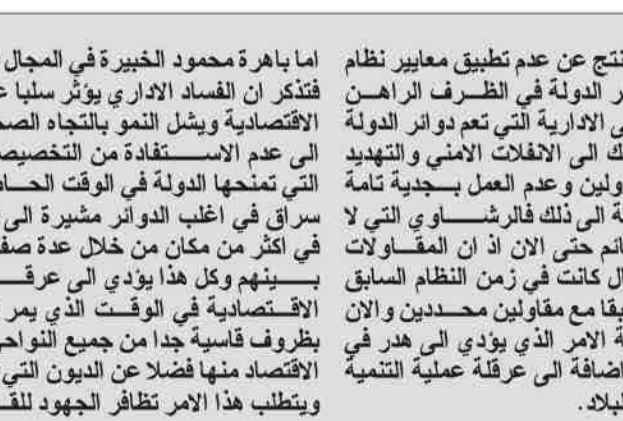 نتج عن عدم تطبيق معايير نظام
ر الدولة في الظرف الراهن
ى الادارية التي تعم دوائر الدولة
ك الى الانفلات الامني والتهديد
ولين وعدم العمل بجدية تامة
ة الى ذلك فالرشاوي التي لا
ائم حتى الان اذ ان المقاولات
ال كانت في زمن النظام السابق
بقا مع مقاولين محددين والان
ة الامر الذي يؤدي الى هدر في
اضافة الى عرقلة عملية التنمية
لبلاد.
اما باهرة محمود الخبيرة في المجال
فتذكر ان الفساد الاداري يؤثر سلبا ع
الاقتصادية ويشل النمو بالتجاه الصح
الى عدم الاستفادة من التخصيص
التي تمنحها الدولة في الوقت الحا
سراق في اغلب الدوائر مشيرة الى
في اكثر من مكان من خلال عدة صف
بينهم وكل هذا يؤدي الى عرق
الاقتصادية في الوقت الذي يمر
بظروف قاسية جدا من جميع النواح
الاقتصاد منها فضلا عن الديون التي
ويتطلب هذا الامر تظافر الجهود للق